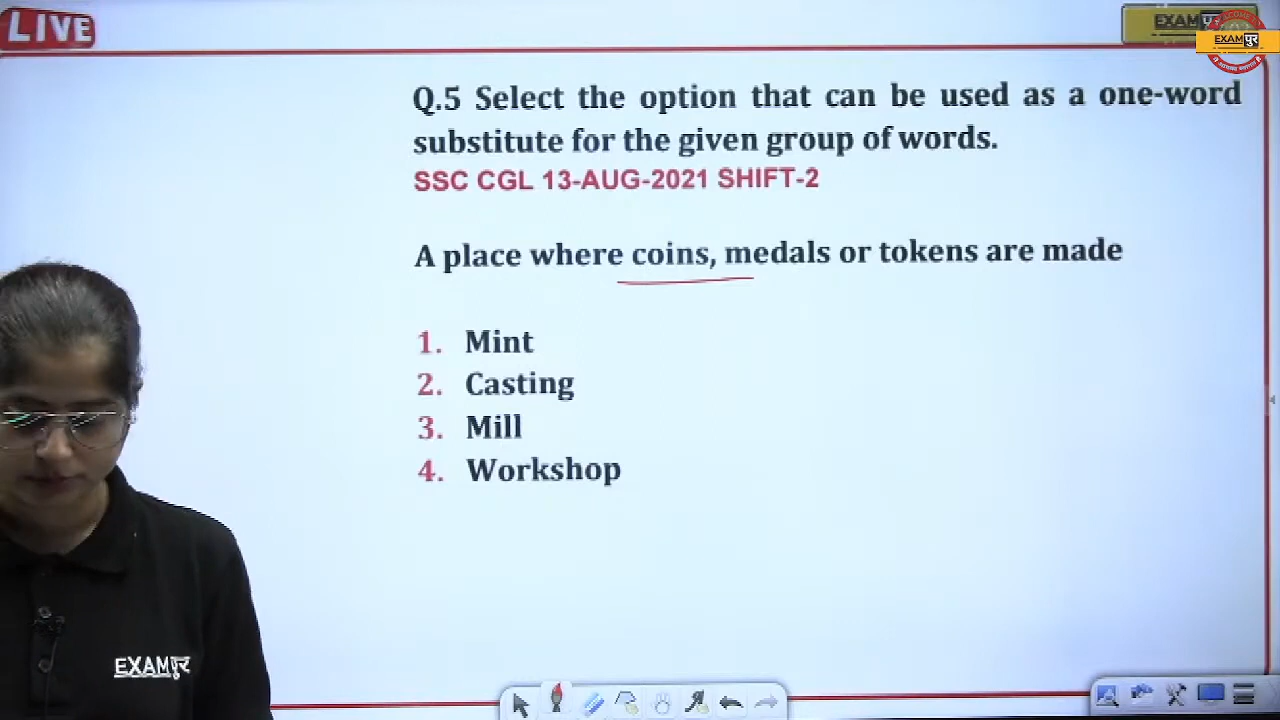 LIVE
EXAMपुर
EXAMपुर
Q.5 Select the option that can be used as a one-word
substitute for the given group of words.
SSC CGL 13-AUG-2021 SHIFT-2
A place where coins, medals or tokens are made
1. Mint
2. Casting
3. Mill
4. Workshop
EXAMपुर